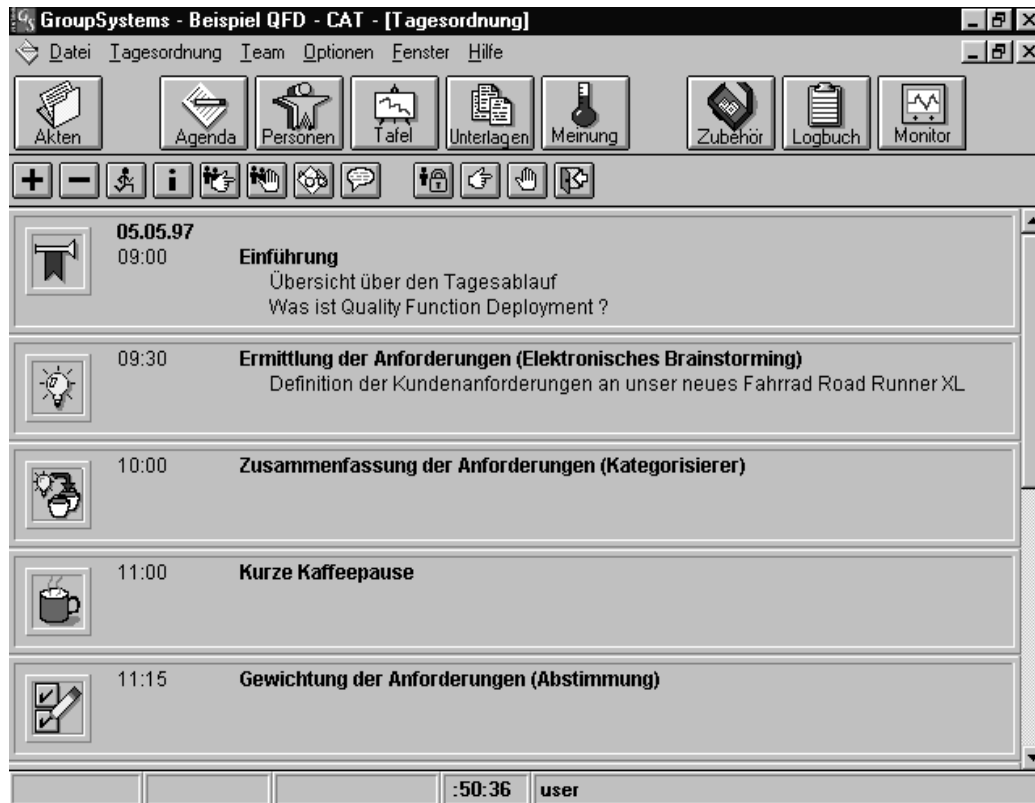 GroupSystems - Beispiel QFD - CAT - [Tagesordnung]
Datei Tagesordnung Team Optionen Fenster Hilfe
Akten Agenda Personen Tafel Unterlagen Meinung Zubehör Logbuch Monitor
05.05.97
09:00 Einführung
Übersicht über den Tagesablauf
Was ist Quality Function Deployment ?
09:30 Ermittlung der Anforderungen (Elektronisches Brainstorming)
Definition der Kundenanforderungen an unser neues Fahrrad Road Runner XL
10:00 Zusammenfassung der Anforderungen (Kategorisierer)
11:00 Kurze Kaffeepause
11:15 Gewichtung der Anforderungen (Abstimmung)
:50:36 user